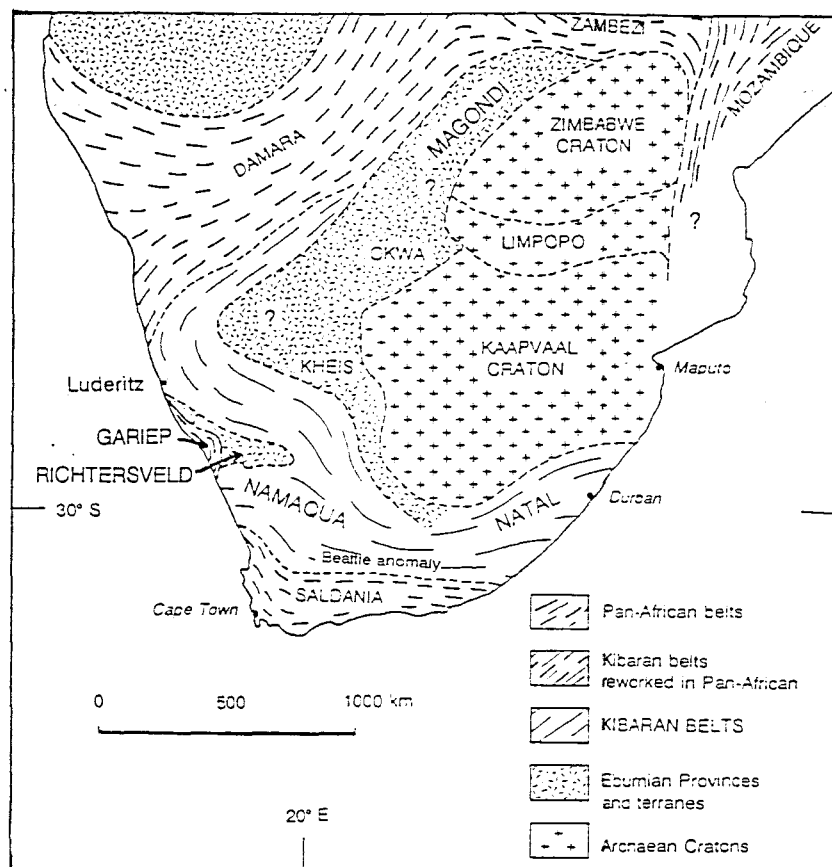 ZAMBEZI
MOZAMBIQUE
MAGONDI
ZIMBABWE
CRATON
DAMARA
?
?
LIMPOPO
OKWA
?
KAAPVAAL
CRATON
KHEIS
Maputo
Luderitz
GARIEP
RICHTERSVELD
NAMAQUA
NATAL
Durban
30° S
Beattie anomaly
SALDANIA
Cape Town
Pan-African belts
Kibaran belts
reworked in Pan-African
KIBARAN BELTS
Eburnian Provinces
and terranes
Archaean Cratons
0 500 1000 km
20° E